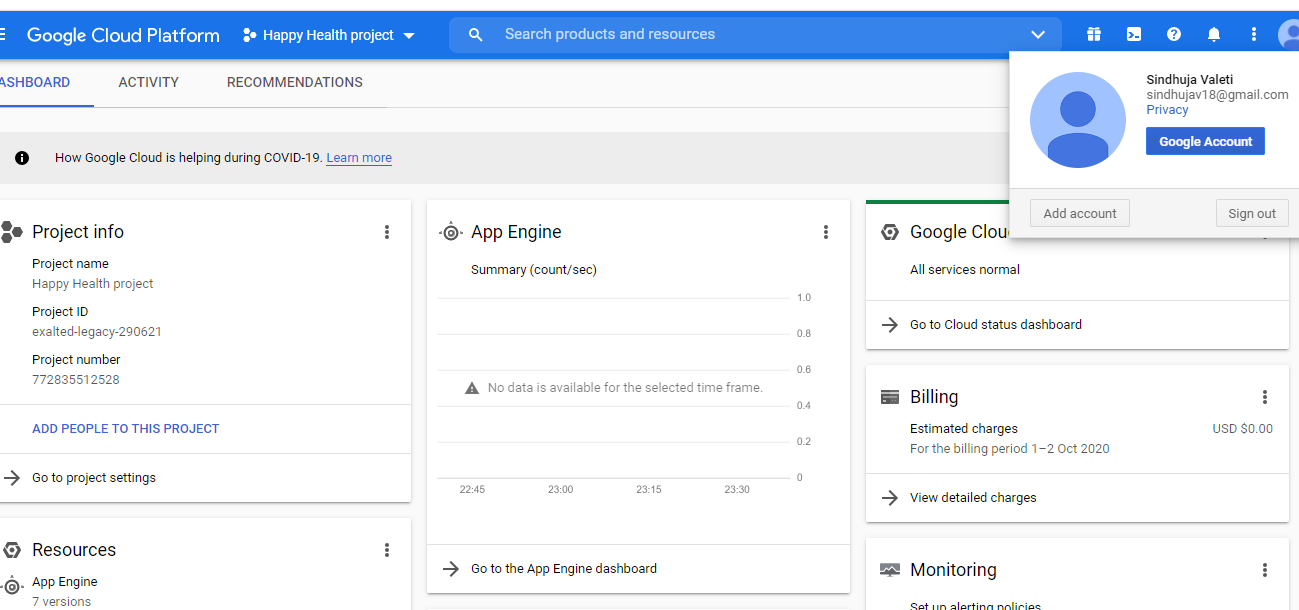 Google Cloud Platform
Happy Health project
Search products and resources
ASHBOARD
ACTIVITY
RECOMMENDATIONS
Sindhuja Valeti
sindhujav18@gmail.com
Privacy
Google Account
Add account
Sign out
How Google Cloud is helping during COVID-19. Learn more
Project info
Project name
Happy Health project
Project ID
exalted-legacy-290621
Project number
772835512528
ADD PEOPLE TO THIS PROJECT
Go to project settings
Resources
App Engine
7 versions
App Engine
Summary (count/sec)
1.0
0.8
0.6
No data is available for the selected time frame.
0.4
0.2
0
22:45 23:00 23:15 23:30
Go to the App Engine dashboard
Google Clou
All services normal
Go to Cloud status dashboard
Billing
Estimated charges USD $0.00
For the billing period 1–2 Oct 2020
View detailed charges
Monitoring
Set up alerting policies